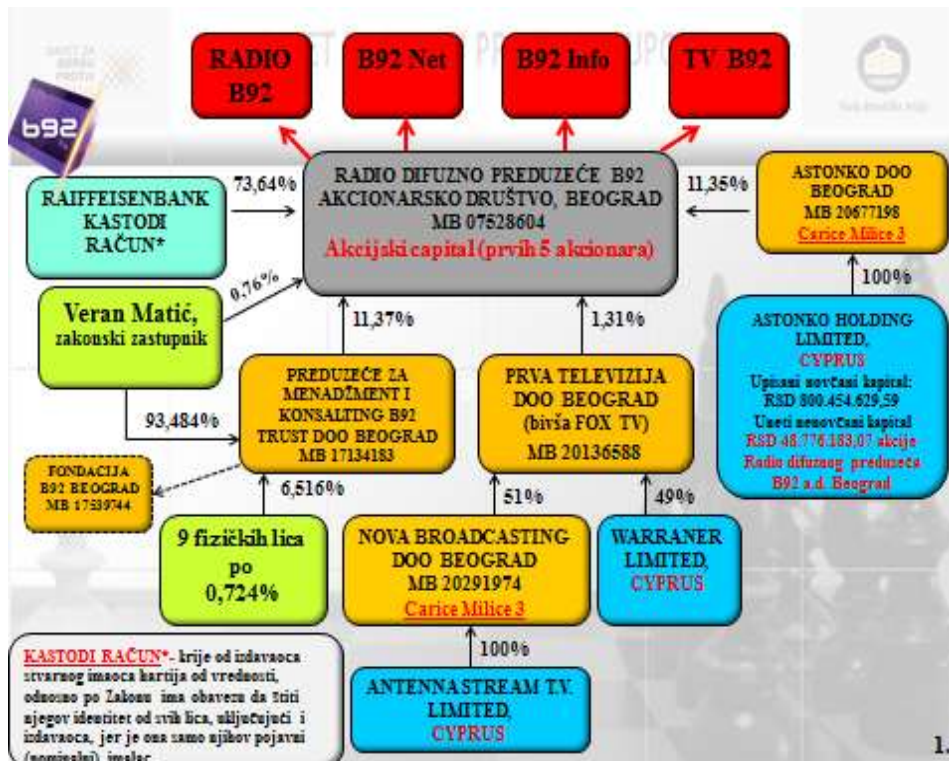 RADIO
B92
B92 Net
B92 Info
TV B92
b92
RADIO DIFUZNO PREDUZEĆE B92
AKCIONARSKO DRUŠTVO, BEOGRAD
MB 07528604
Akcijski capital (prvih 5 akcionara)
73,64%
RAIFFEISENBANK
KASTODI
RAČUN*
11,35%
ASTONKO DOO
BEOGRAD
MB 20677198
Carice Milice 3
0,76%
Veran Matić,
zakonski zastupnik
11,37%
1,31%
100%
ASTONKO HOLDING
LIMITED,
CYPRUS
Upisani novčani kapital:
RSD 800.454.629,59
Uneti nenovčani kapital
RSD 48.776.183,07 akcije
Radio difuznog preduzeća
B92 a.d. Beograd
PREDUZEĆE ZA
MENADŽMENT I
KONSALTING B92
TRUST DOO BEOGRAD
MB 17134183
PRVA TELEVIZIJA
DOO BEOGRAD
(bivša FOX TV)
MB 20136588
93,484%
FONDACIJA
B92 BEOGRAD
MB 17539744
6,516%
51%
49%
9 fizičkih lica
po
0,724%
NOVA BROADCASTING
DOO BEOGRAD
MB 20291974
Carice Milice 3
WARRANER
LIMITED,
CYPRUS
100%
ANTENNA STREAM T.V.
LIMITED,
CYPRUS
KASTODI RAČUN*- krije od izdavaoca
stvarnog imaoca hartija od vrednosti,
odnosno po Zakonu ima obavezu da štiti
njegov identitet od svih lica, uključujući i
izdavaoca, jer je ona samo njihov pojavni
(nominalni) imalac
1.